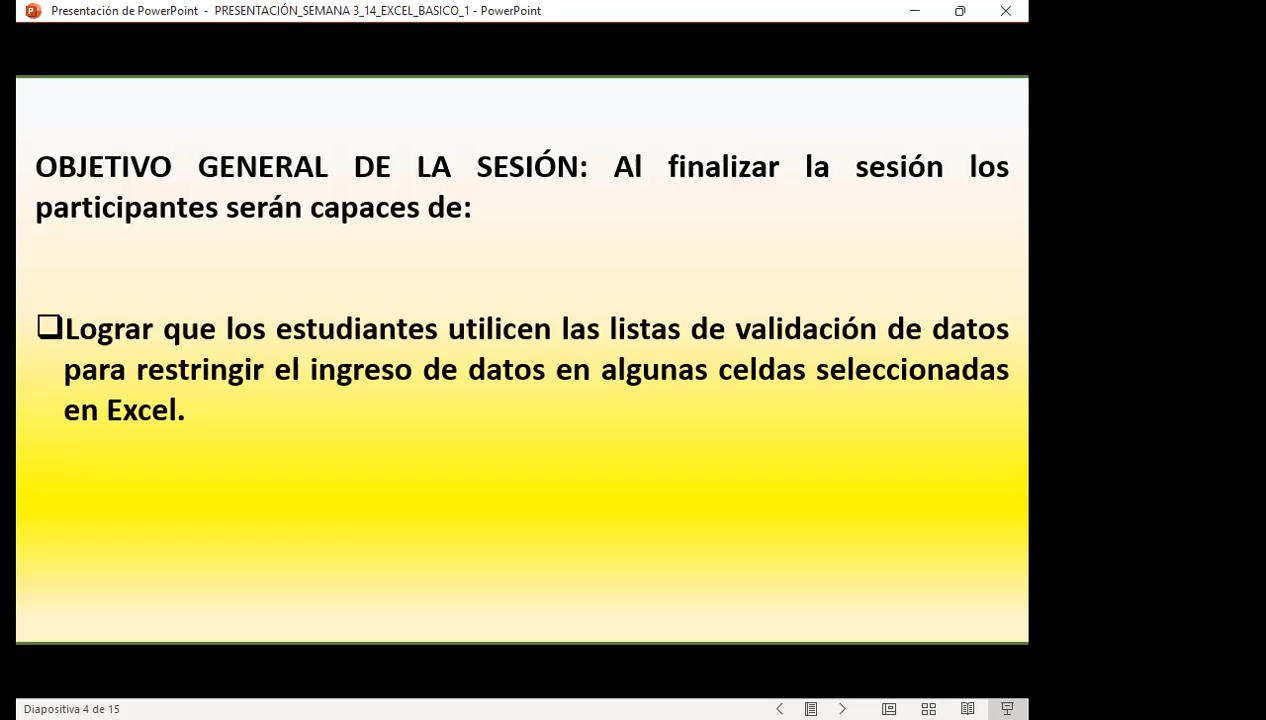 Presentación de PowerPoint - PRESENTACIÓN_SEMANA 3_14_EXCEL_BASICO_1 - PowerPoint
OBJETIVO GENERAL DE LA SESIÓN: Al finalizar la sesión los
participantes serán capaces de:
Lograr que los estudiantes utilicen las listas de validación de datos
para restringir el ingreso de datos en algunas celdas seleccionadas
en Excel.
Diapositiva 4 de 15